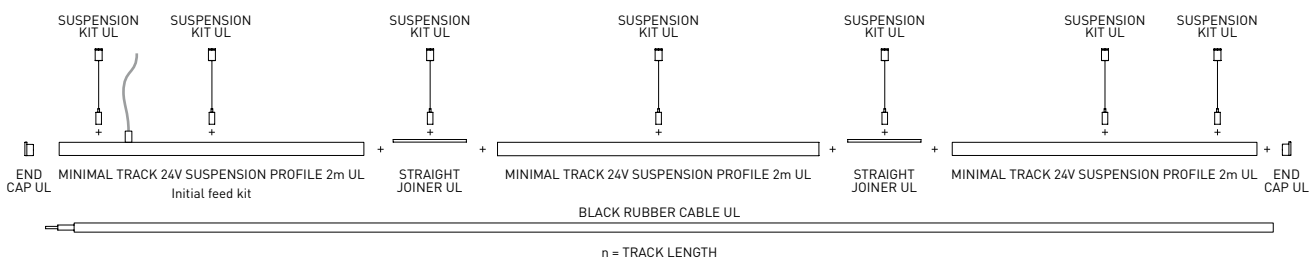 SUSPENSION
KIT UL
SUSPENSION
KIT UL
SUSPENSION
KIT UL
SUSPENSION
KIT UL
SUSPENSION
KIT UL
SUSPENSION
KIT UL
SUSPENSION
KIT UL
+
+
+
+
+
+
+
+
+
+
+
+
END
CAP UL
MINIMAL TRACK 24V SUSPENSION PROFILE 2m UL
Initial feed kit
STRAIGHT
JOINER UL
MINIMAL TRACK 24V SUSPENSION PROFILE 2m UL
STRAIGHT
JOINER UL
MINIMAL TRACK 24V SUSPENSION PROFILE 2m UL
END
CAP UL
BLACK RUBBER CABLE UL
n = TRACK LENGTH